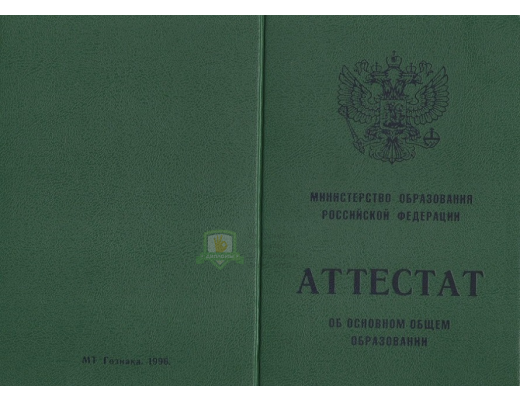 МТ Гознака. 1996.
МИНИСТЕРСТВО ОБРАЗОВАНИЯ
РОССИЙСКОЙ ФЕДЕРАЦИИ
АТТЕСТАТ
ОБ ОСНОВНОМ ОБЩЕМ
ОБРАЗОВАНИИ